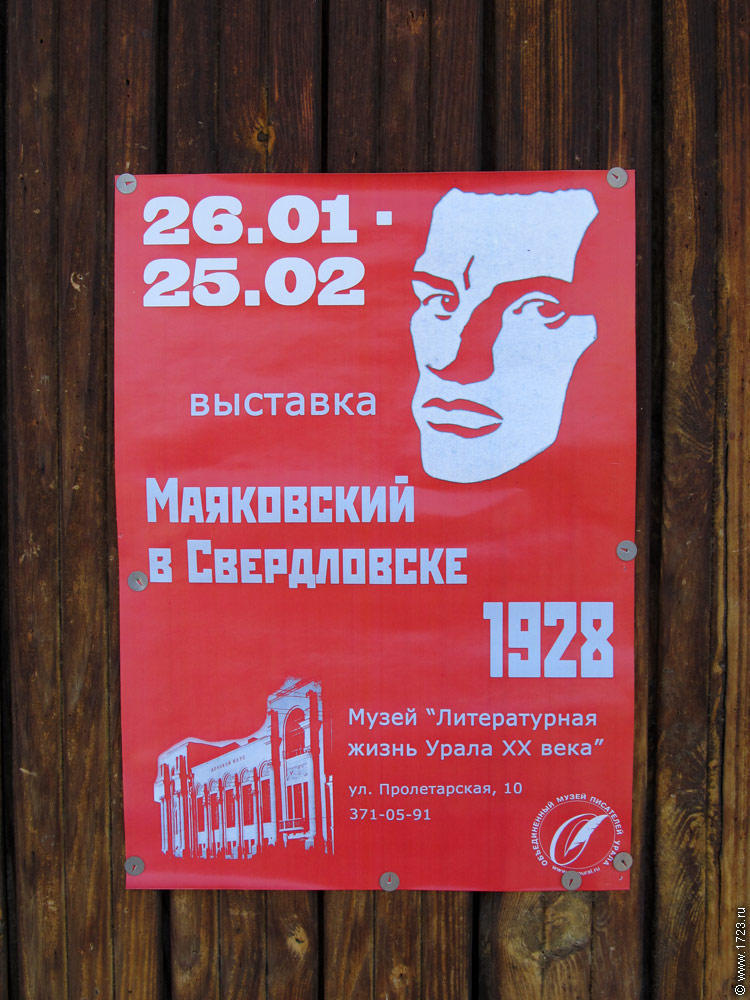 26.01 -
25.02
выставка
Маяковский
в Свердловске
1928
Музей “Литературная
жизнь Урала XX века”
ул. Пролетарская, 10
371-05-91
ОБЪЕДИНЕННЫЙ МУЗЕЙ ПИСАТЕЛЕЙ УРАЛА
© www.1723.ru